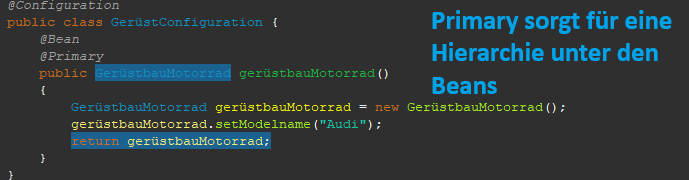 @Configuration
public class GerüstConfiguration {
@Bean
@Primary
public GerüstbauMotorrad gerüstbauMotorrad()
{
GerüstbauMotorrad gerüstbauMotorrad = new GerüstbauMotorrad();
gerüstbauMotorrad.setModelname("Audi");
return gerüstbauMotorrad;
}
}
Primary sorgt für eine
Hierarchie unter den
Beans